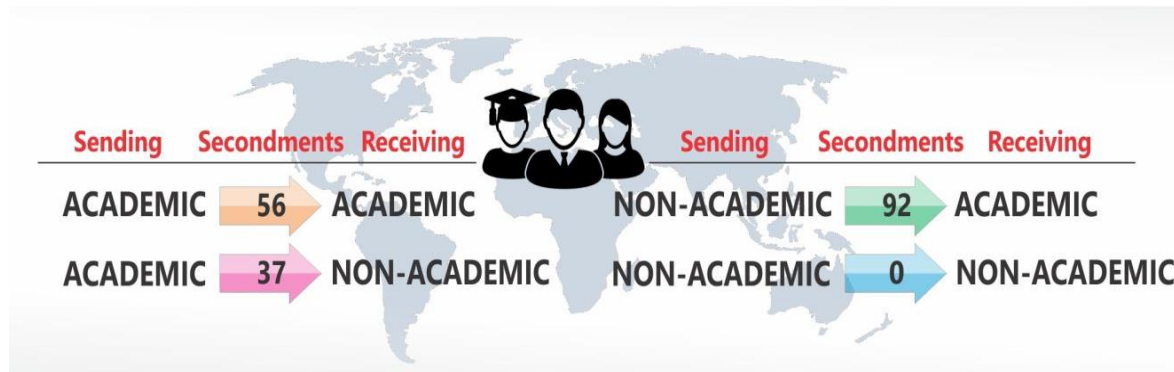 Sending Secondments Receiving Sending Secondments Receiving
ACADEMIC 56 ACADEMIC NON-ACADEMIC 92 ACADEMIC
ACADEMIC 37 NON-ACADEMIC NON-ACADEMIC 0 NON-ACADEMIC